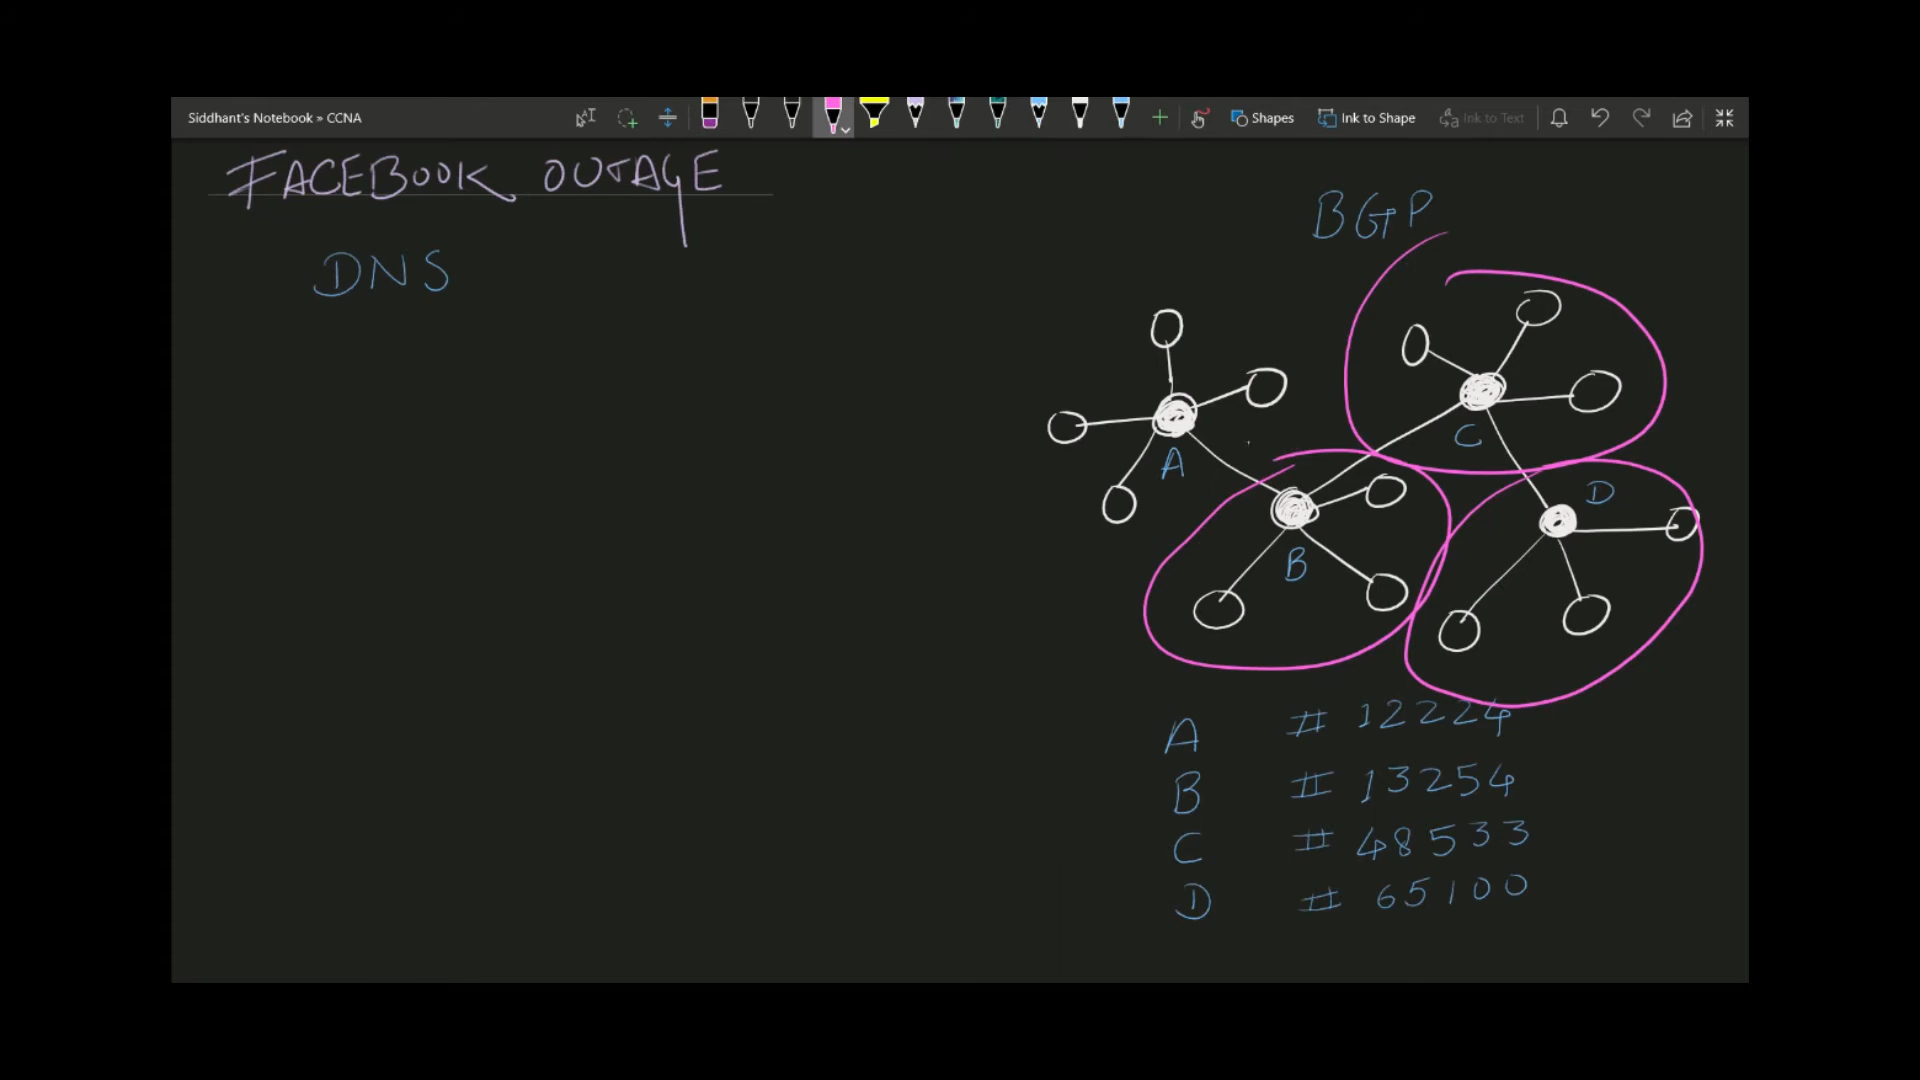 Siddhant's Notebook » CCNA
Shapes
Ink to Shape
Ink to Text
FACEBOOK OUTAGE
DNS
BGP
A
B
C
D
A # 12224
B # 13254
C # 48533
D # 65100